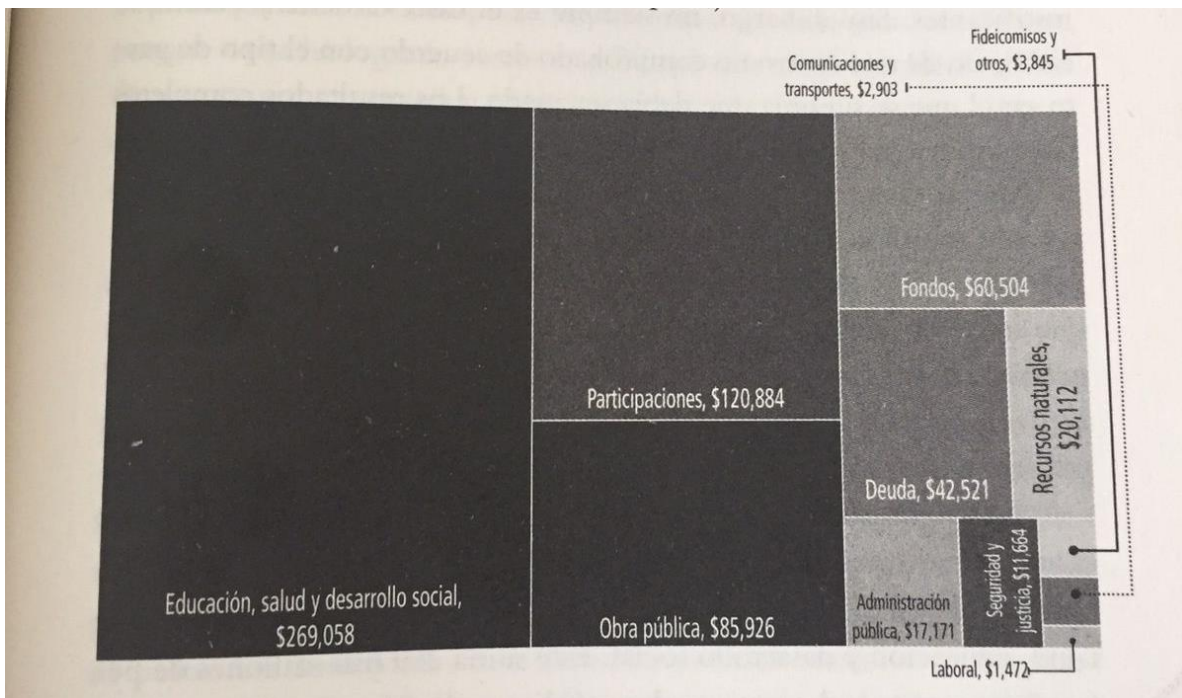 Fideicomisos y
otros, $3,845
Comunicaciones y
transportes, $2,903
Fondos, $60,504
Participaciones, $120,884
Recursos naturales,
$20,112
Deuda, $42,521
Educación, salud y desarrollo social,
$269,058
Obra pública, $85,926
Administración
pública, $17,171
Seguridad y
justicia, $11,664
Laboral, $1,472